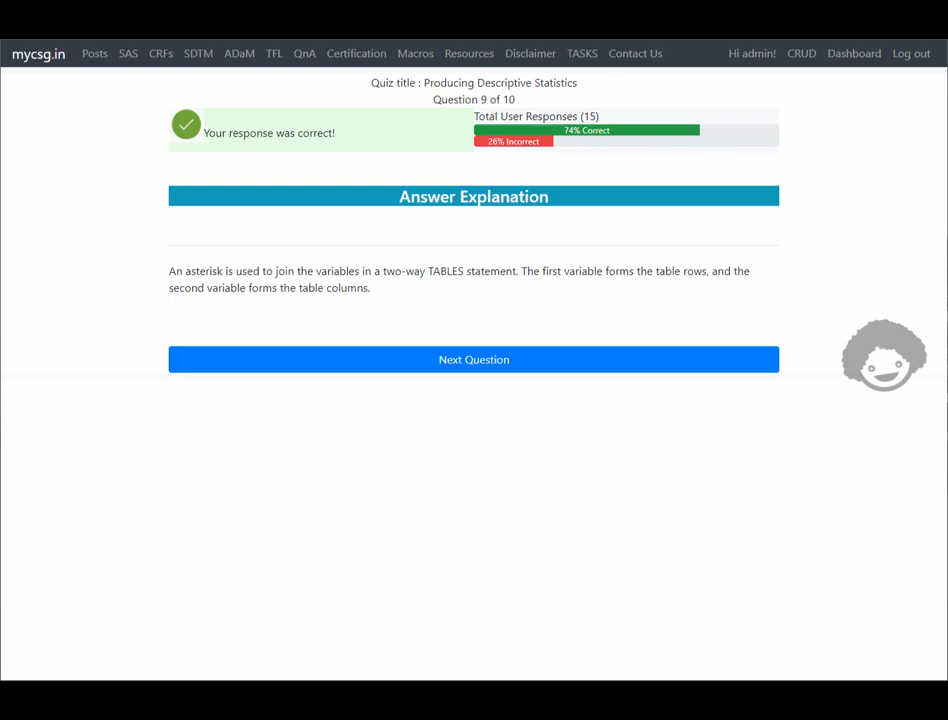 mycsg.in Posts SAS CRFs SDTM ADaM TFL QnA Certification Macros Resources Disclaimer TASKS Contact Us Hi admin! CRUD Dashboard Log out
Quiz title : Producing Descriptive Statistics
Question 9 of 10
Your response was correct!
Total User Responses (15)
74% Correct
26% Incorrect
Answer Explanation
An asterisk is used to join the variables in a two-way TABLES statement. The first variable forms the table rows, and the
second variable forms the table columns.
Next Question